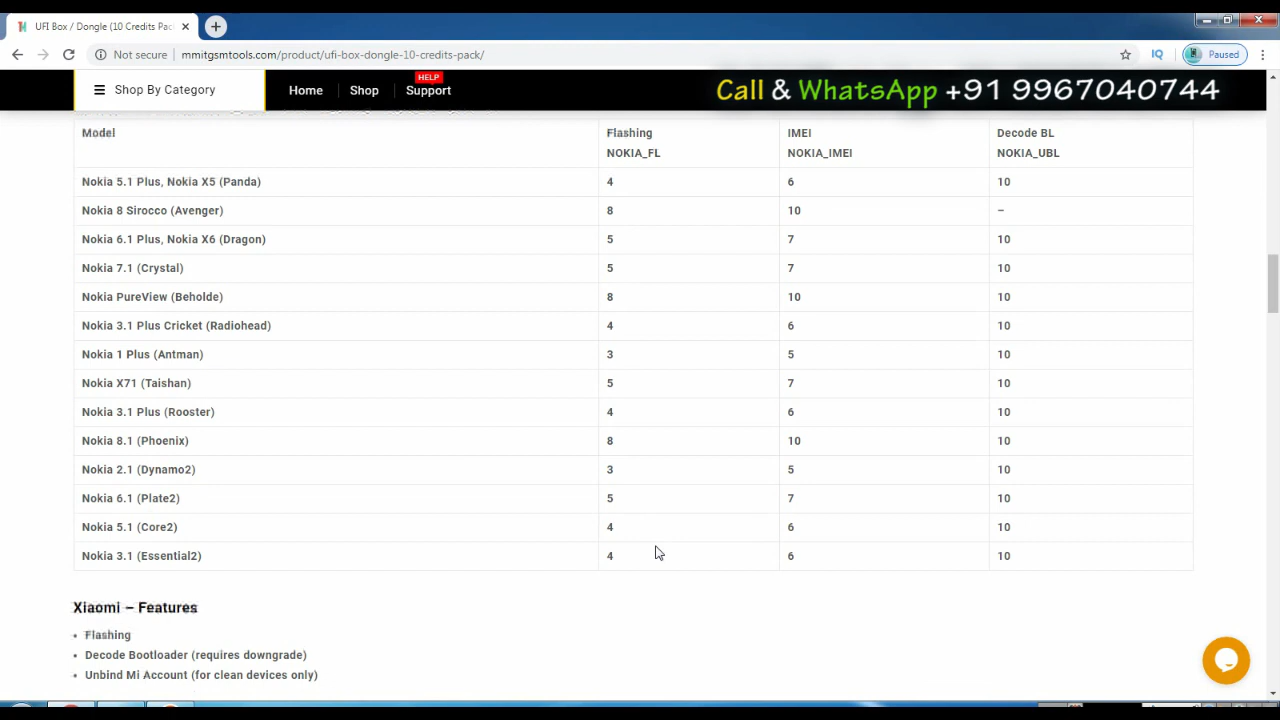 UFI Box / Dongle (10 Credits Pac
Not secure mmitgsmtools.com/product/ufi-box-dongle-10-credits-pack/ IQ Paused
Shop By Category Home Shop HELP Support Call & WhatsApp +91 9967040744
Model Flashing IMEI Decode BL
NOKIA_FL NOKIA_IMEI NOKIA_UBL
Nokia 5.1 Plus, Nokia X5 (Panda) 4 6 10
Nokia 8 Sirocco (Avenger) 8 10 –
Nokia 6.1 Plus, Nokia X6 (Dragon) 5 7 10
Nokia 7.1 (Crystal) 5 7 10
Nokia PureView (Beholde) 8 10 10
Nokia 3.1 Plus Cricket (Radiohead) 4 6 10
Nokia 1 Plus (Antman) 3 5 10
Nokia X71 (Taishan) 5 7 10
Nokia 3.1 Plus (Rooster) 4 6 10
Nokia 8.1 (Phoenix) 8 10 10
Nokia 2.1 (Dynamo2) 3 5 10
Nokia 6.1 (Plate2) 5 7 10
Nokia 5.1 (Core2) 4 6 10
Nokia 3.1 (Essential2) 4 6 10
Xiaomi – Features
• Flashing
• Decode Bootloader (requires downgrade)
• Unbind Mi Account (for clean devices only)